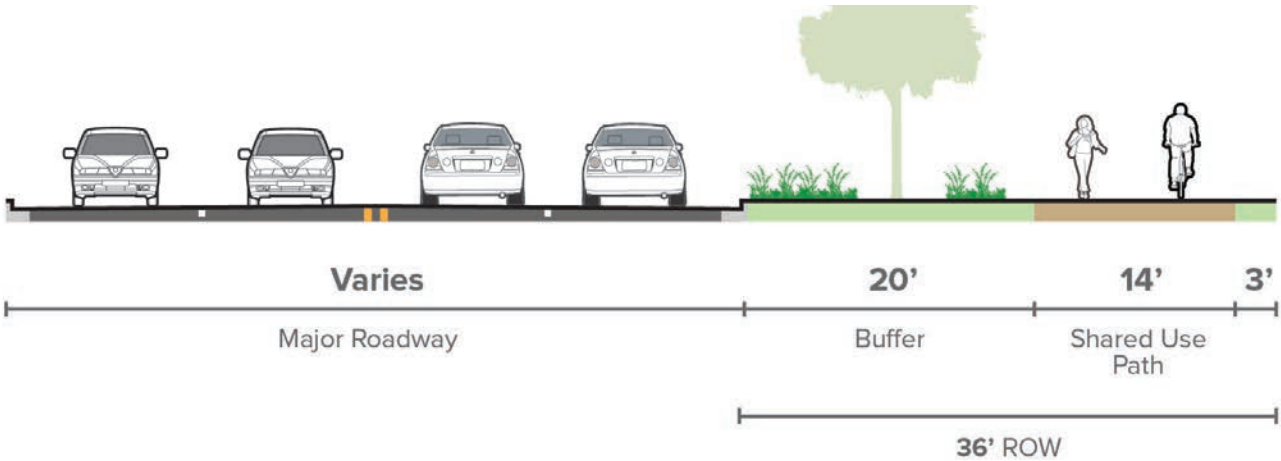 Varies
20’
14’
3’
Major Roadway
Buffer
Shared Use
Path
36’ ROW